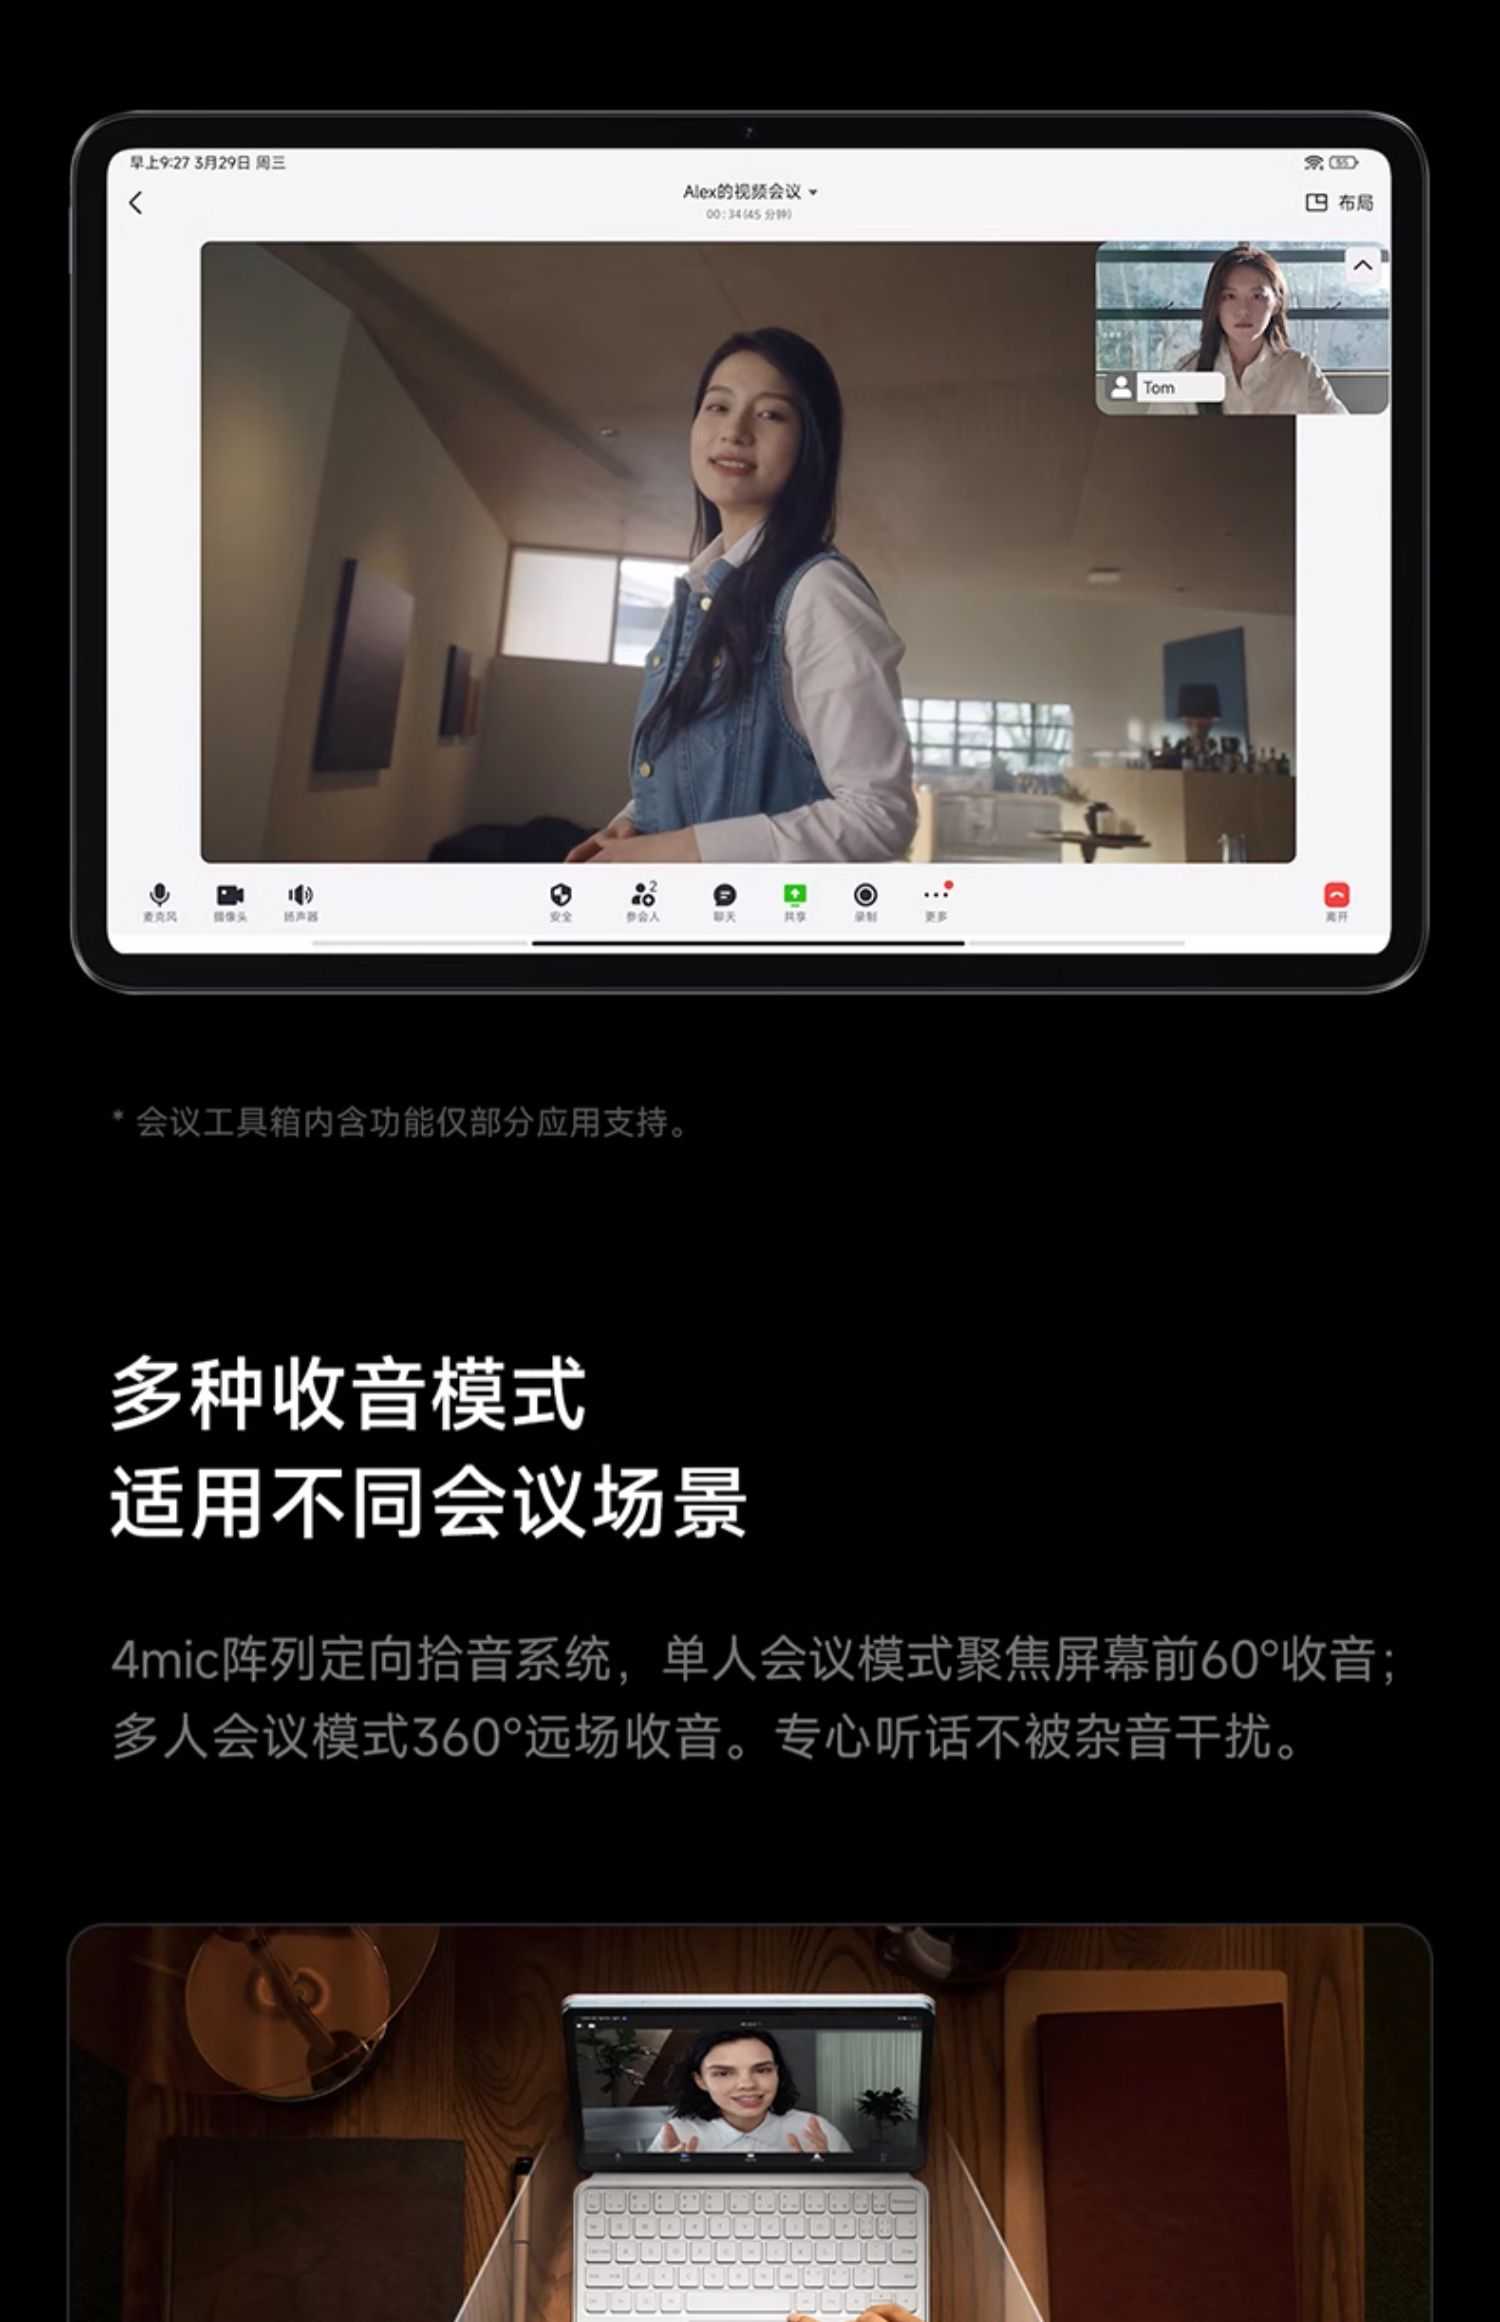 早上9:27 3月29日 周三
Alex的视频会议
00:34(45 分钟)
布局
Tom
麦克风
摄像头
扬声器
安全
参会人
2
聊天
共享
录制
更多
离开
* 会议工具箱内含功能仅部分应用支持。
多种收音模式
适用不同会议场景
4mic阵列定向拾音系统，单人会议模式聚焦屏幕前60°收音；
多人会议模式360°远场收音。专心听话不被杂音干扰。